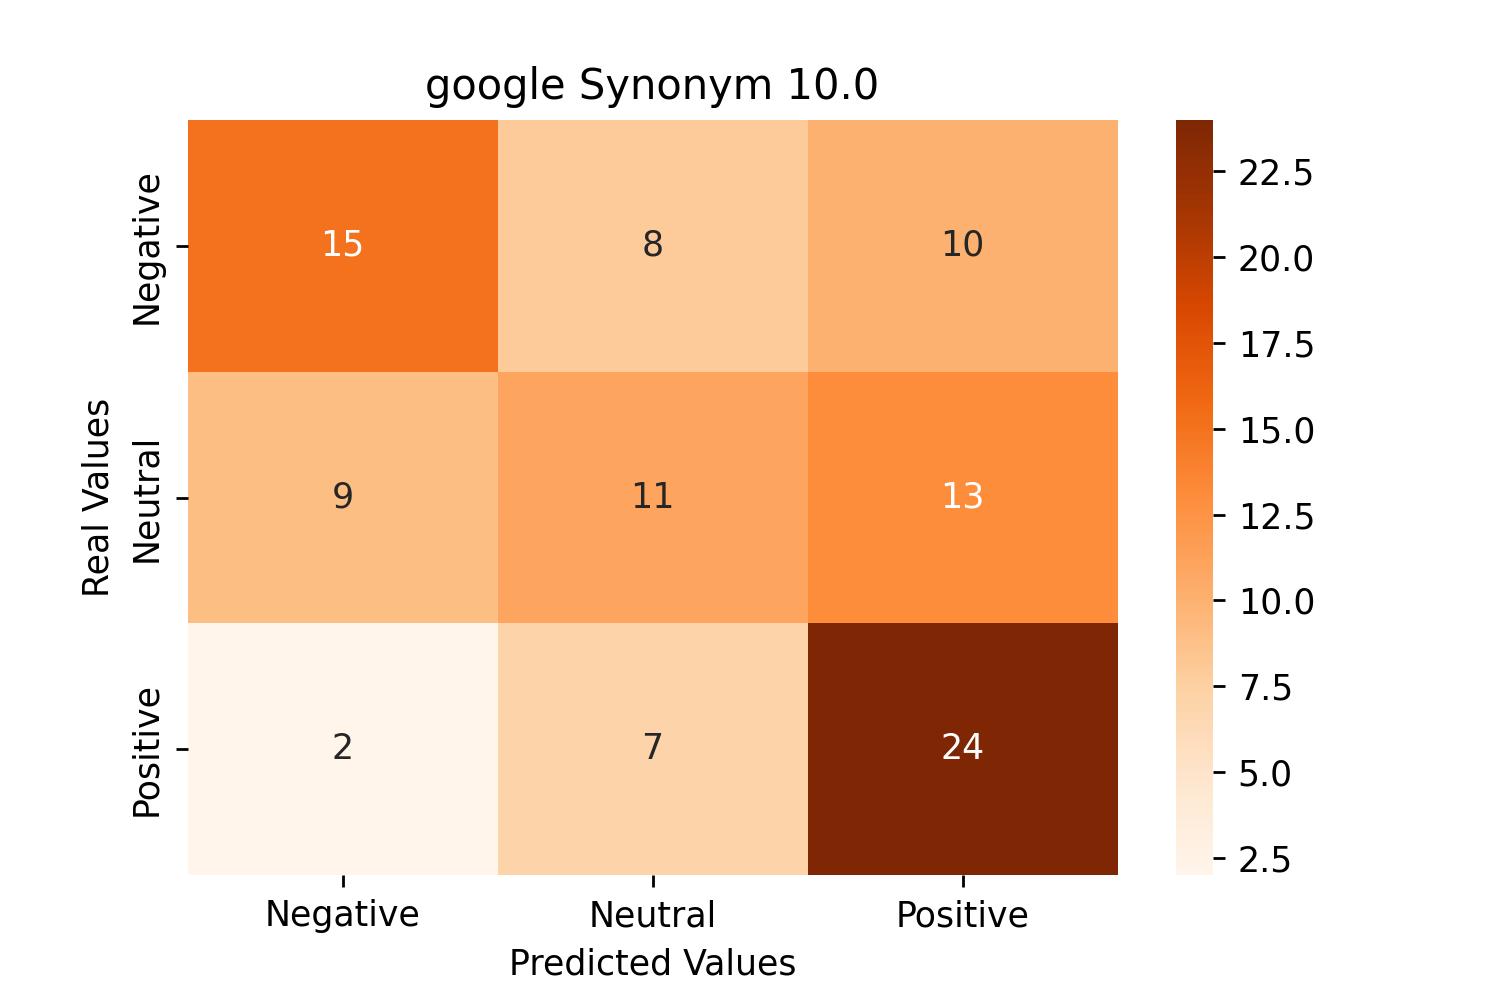 google Synonym 10.0
Real Values
Negative
15 8 10
Neutral
9 11 13
Positive
2 7 24
Negative Neutral Positive
Predicted Values
22.5
20.0
17.5
15.0
12.5
10.0
7.5
5.0
2.5